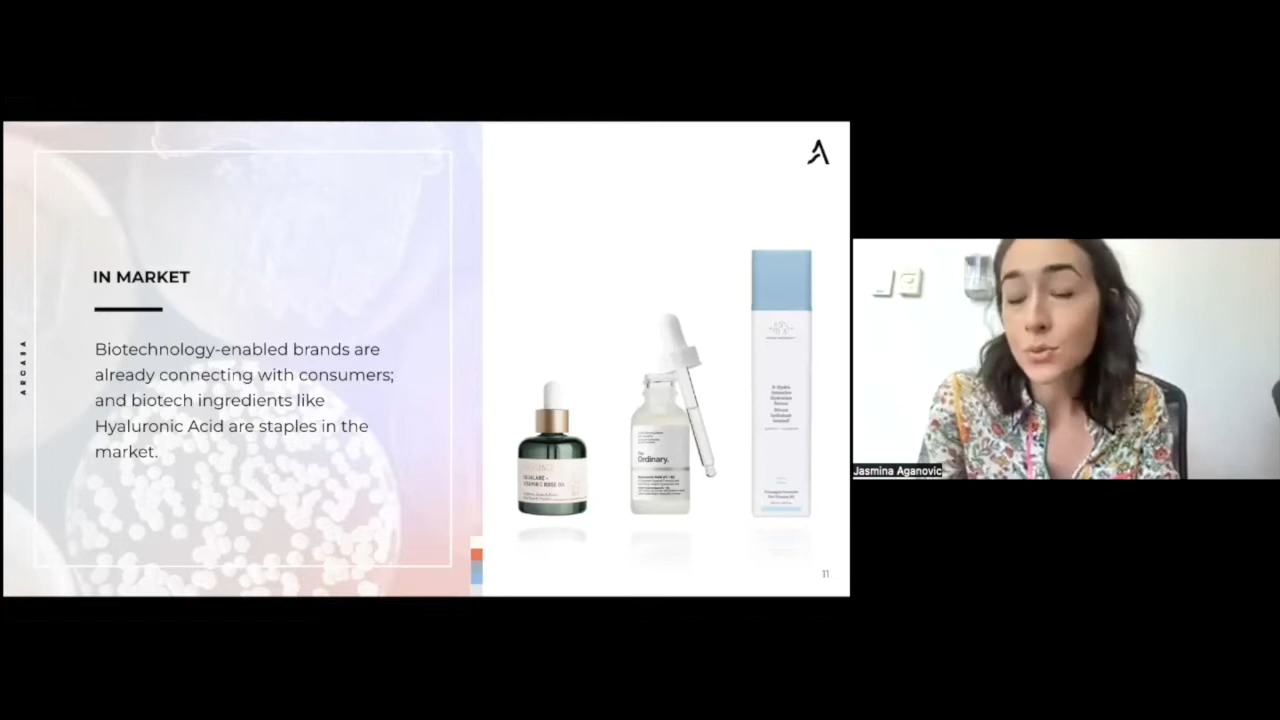 ARCAEA
IN MARKET
Biotechnology-enabled brands are
already connecting with consumers;
and biotech ingredients like
Hyaluronic Acid are staples in the
market.
Ordinary.
11
Jasmina Aganovic